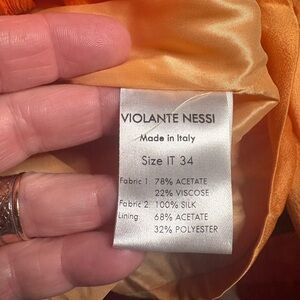 VIOLANTE NESSI
Made in Italy
Size IT 34
Fabric 1 78% ACETATE
22% VISCOSE
Fabric 2 100% SILK
Lining 68% ACETATE
32% POLYESTER